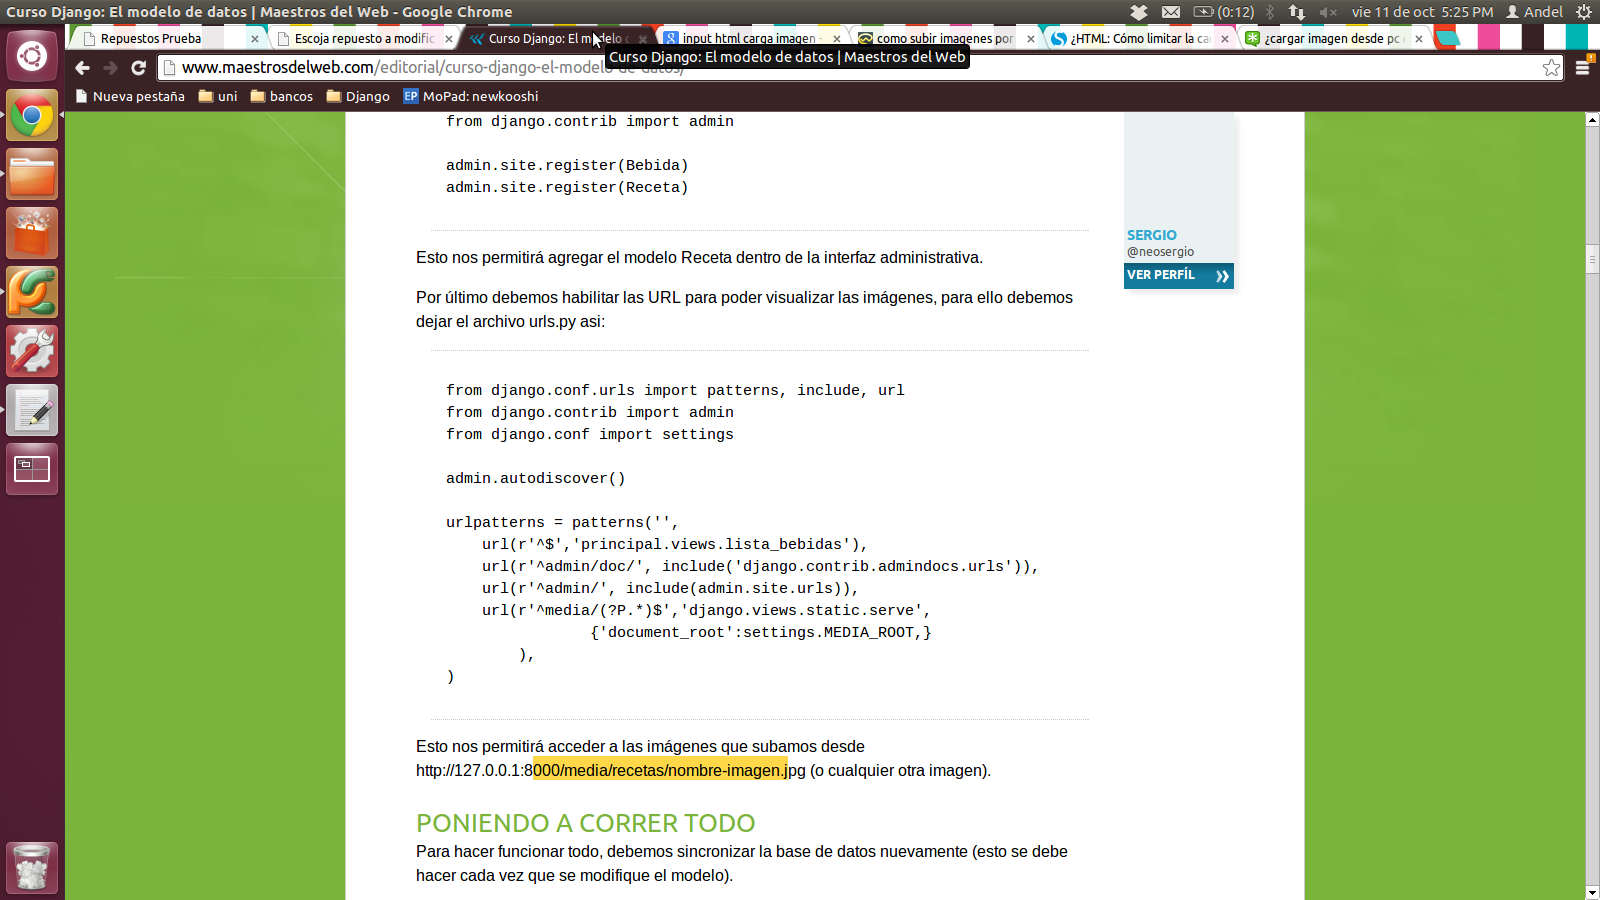 Curso Django: El modelo de datos | Maestros del Web - Google Chrome
(0:12)
vie 11 de oct 5:25 PM
Andel
Repuestos Prueba
Escoja repuesto a modific
Curso Django: El modelo
input html carga imagen -
como subir imagenes por
¿HTML: Cómo limitar la ca
¿cargar imagen desde pc
www.maestrosdelweb.com/editorial/curso-django-el-modelo-de-datos/
Curso Django: El modelo de datos | Maestros del Web
Nueva pestaña
uni
bancos
Django
EP MoPad: newkooshi
from django.contrib import admin
admin.site.register(Bebida)
admin.site.register(Receta)
SERGIO
@neosergio
VER PERFÍL
Esto nos permitirá agregar el modelo Receta dentro de la interfaz administrativa.
Por último debemos habilitar las URL para poder visualizar las imágenes, para ello debemos
dejar el archivo urls.py asi:
from django.conf.urls import patterns, include, url
from django.contrib import admin
from django.conf import settings
admin.autodiscover()
urlpatterns = patterns('',
    url(r'^$','principal.views.lista_bebidas'),
    url(r'^admin/doc/', include('django.contrib.admindocs.urls')),
    url(r'^admin/', include(admin.site.urls)),
    url(r'^media/(?P.*)$','django.views.static.serve',
                {'document_root':settings.MEDIA_ROOT,}
        ),
)
Esto nos permitirá acceder a las imágenes que subamos desde
http://127.0.0.1:8000/media/recetas/nombre-imagen.jpg (o cualquier otra imagen).
PONIENDO A CORRER TODO
Para hacer funcionar todo, debemos sincronizar la base de datos nuevamente (esto se debe
hacer cada vez que se modifique el modelo).